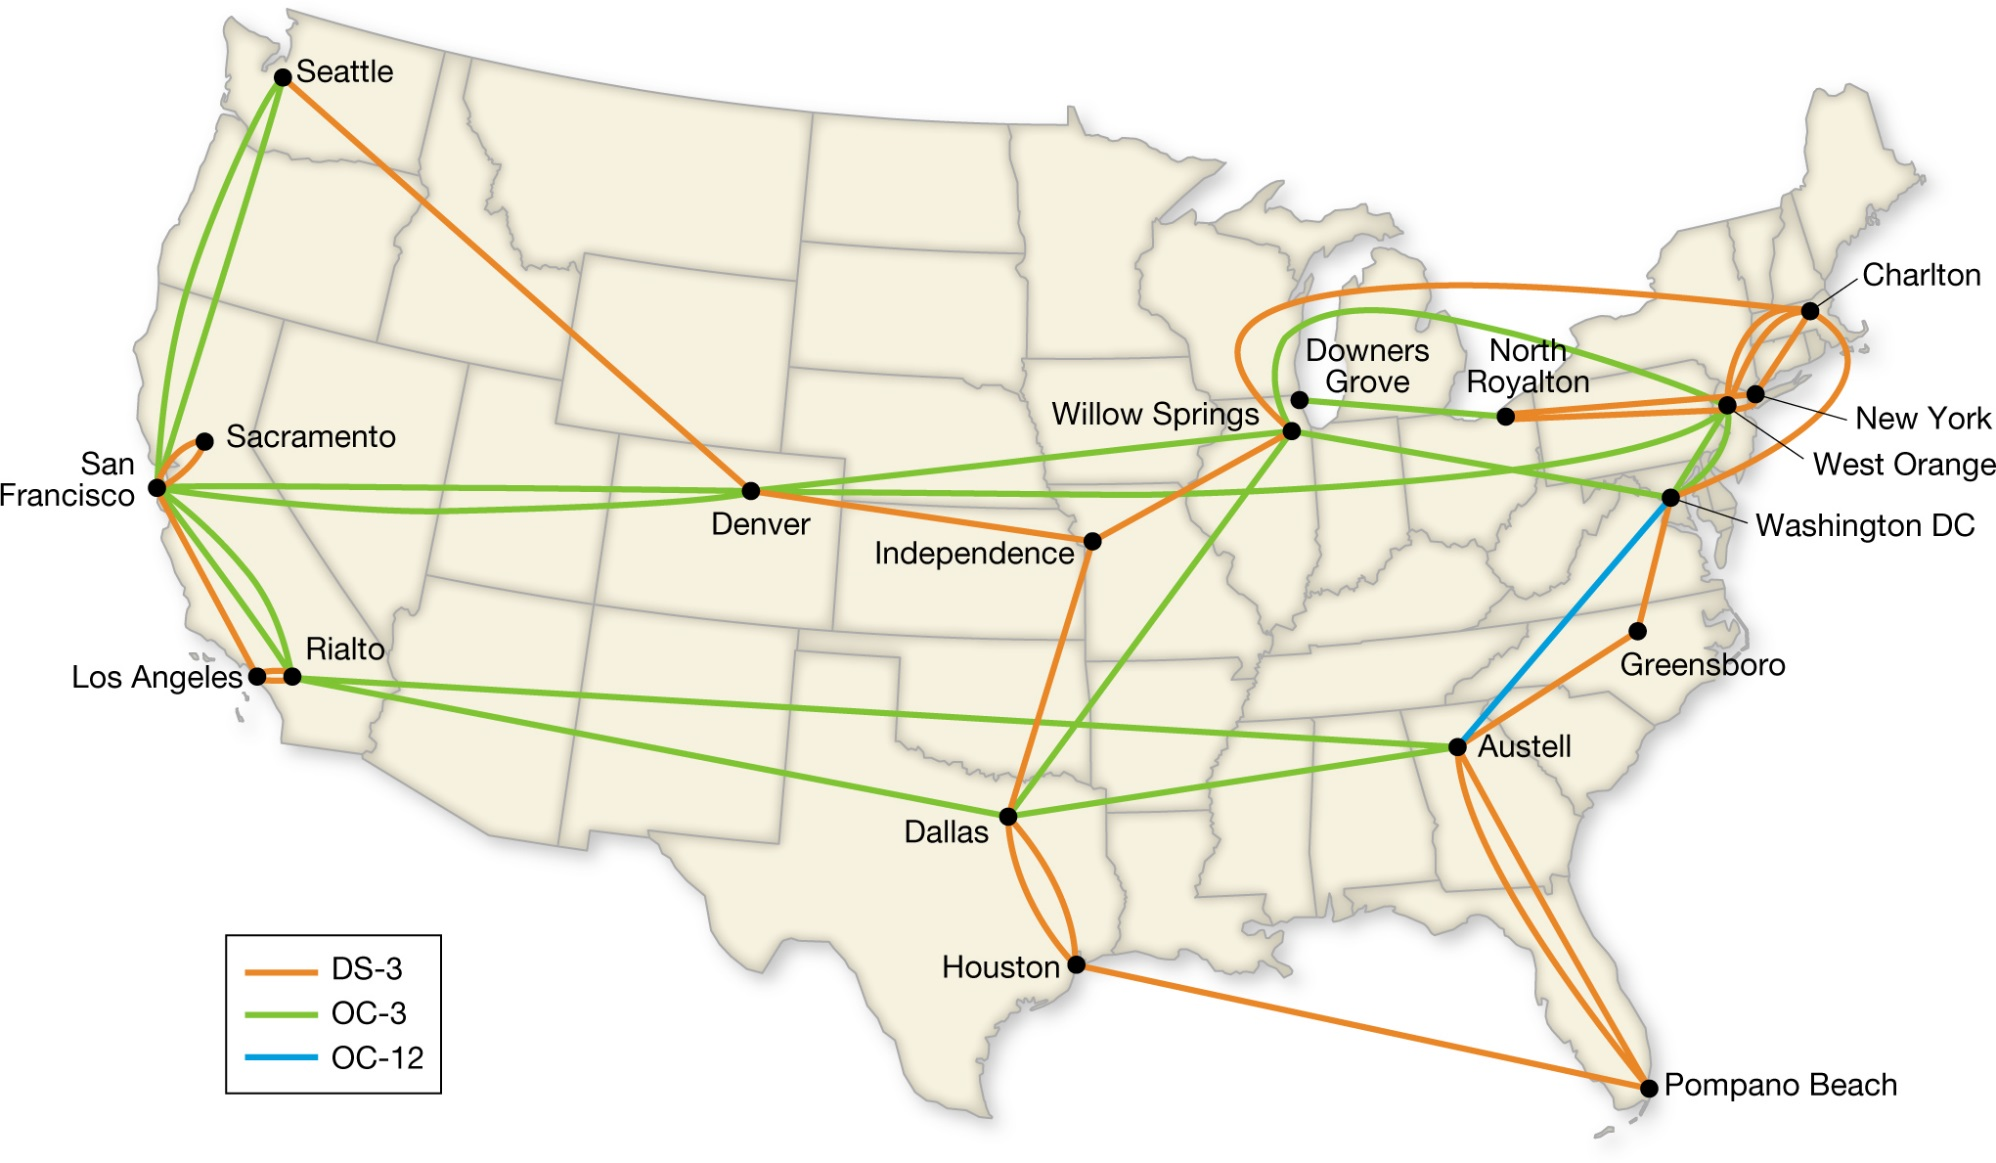 Seattle
Charlton
Downers
Grove
North
Royalton
Willow Springs
New York
Sacramento
West Orange
San
Francisco
Denver
Washington DC
Independence
Rialto
Greensboro
Los Angeles
Austell
Dallas
Houston
DS-3
OC-3
OC-12
Pompano Beach